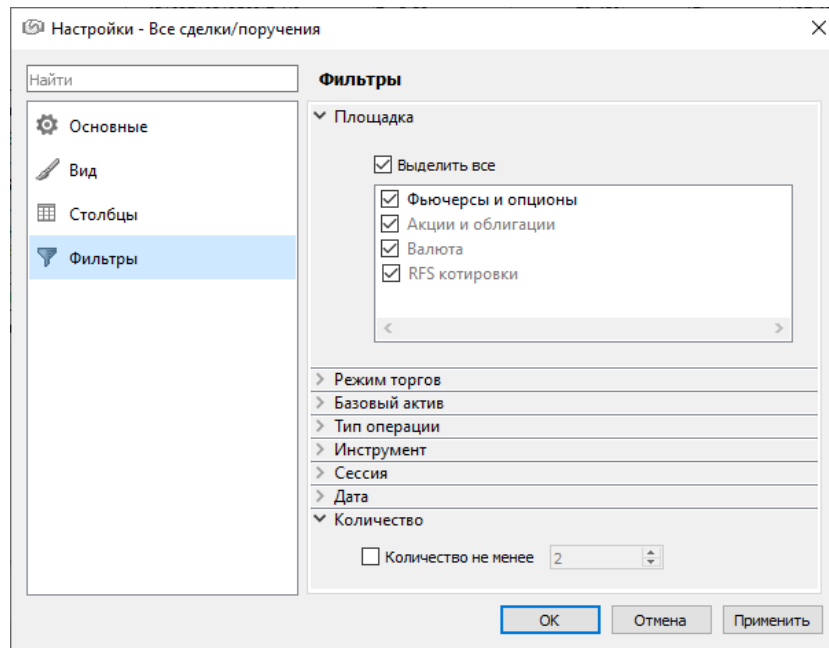 Настройки - Все сделки/поручения
Найти
Основные
Вид
Столбцы
Фильтры
Фильтры
Площадка
Выделить все
Фьючерсы и опционы
Акции и облигации
Валюта
RFS котировки
Режим торгов
Базовый актив
Тип операции
Инструмент
Сессия
Дата
Количество
Количество не менее 2
OK Отмена Применить